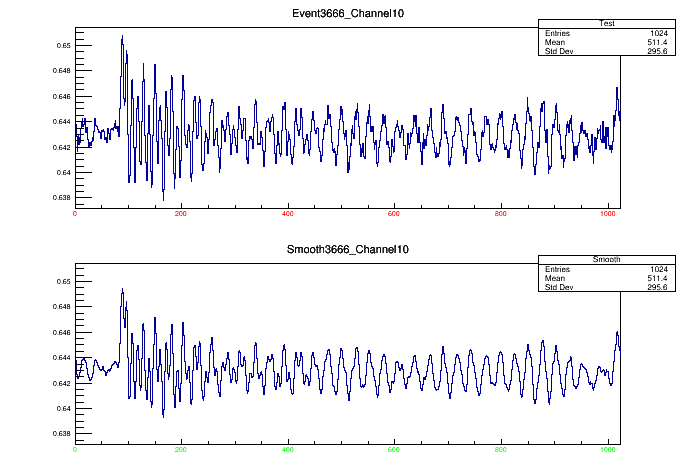 Event3666_Channel10
Test
Entries 1024
Mean 511.4
Std Dev 295.6
0.65
0.648
0.646
0.644
0.642
0.64
0.638
0 200 400 600 800 1000
Smooth3666_Channel10
Smooth
Entries 1024
Mean 511.4
Std Dev 295.6
0.65
0.648
0.646
0.644
0.642
0.64
0.638
0 200 400 600 800 1000